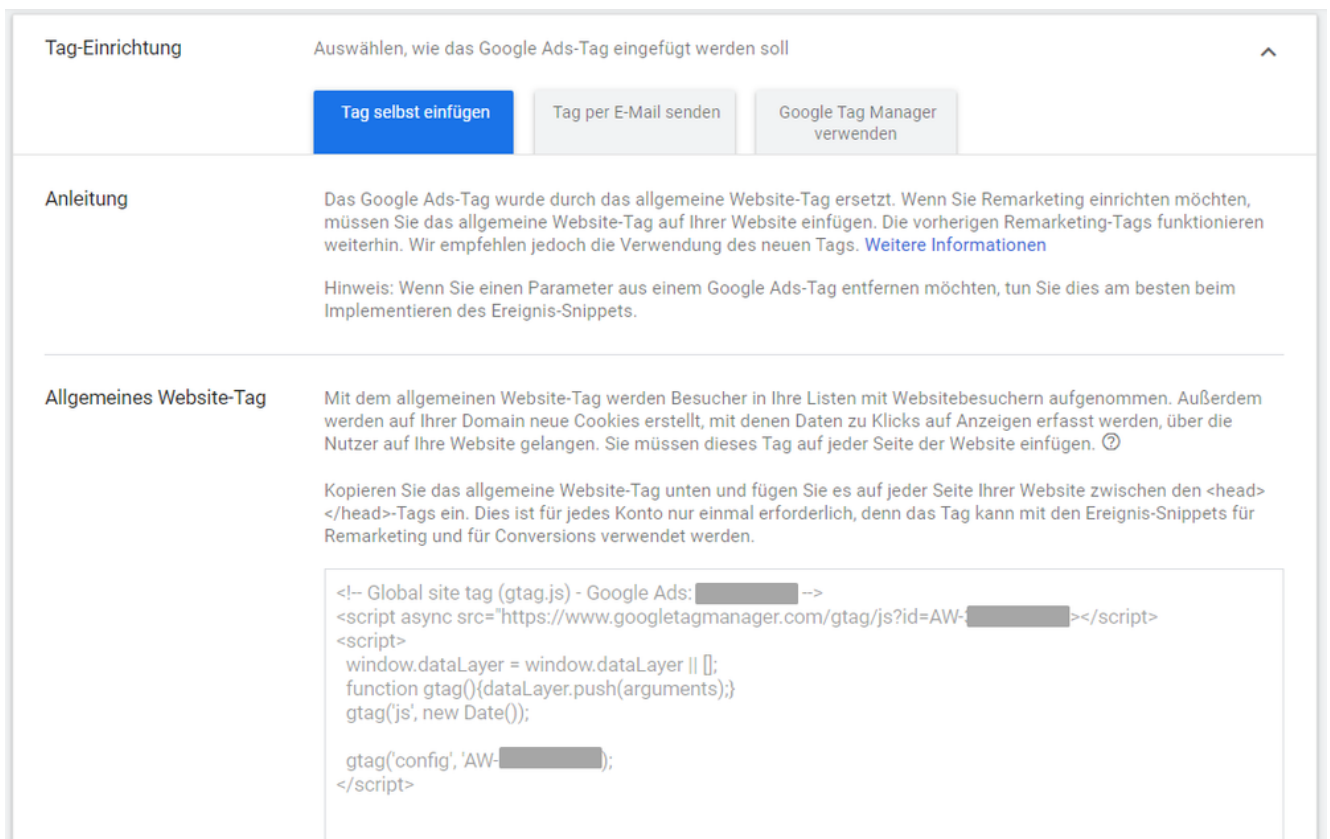 Tag-Einrichtung
Auswählen, wie das Google Ads-Tag eingefügt werden soll
Tag selbst einfügen
Tag per E-Mail senden
Google Tag Manager
verwenden
Anleitung
Das Google Ads-Tag wurde durch das allgemeine Website-Tag ersetzt. Wenn Sie Remarketing einrichten möchten,
müssen Sie das allgemeine Website-Tag auf Ihrer Website einfügen. Die vorherigen Remarketing-Tags funktionieren
weiterhin. Wir empfehlen jedoch die Verwendung des neuen Tags. Weitere Informationen
Hinweis: Wenn Sie einen Parameter aus einem Google Ads-Tag entfernen möchten, tun Sie dies am besten beim
Implementieren des Ereignis-Snippets.
Allgemeines Website-Tag
Mit dem allgemeinen Website-Tag werden Besucher in Ihre Listen mit Websitebesuchern aufgenommen. Außerdem
werden auf Ihrer Domain neue Cookies erstellt, mit denen Daten zu Klicks auf Anzeigen erfasst werden, über die
Nutzer auf Ihre Website gelangen. Sie müssen dieses Tag auf jeder Seite der Website einfügen.
Kopieren Sie das allgemeine Website-Tag unten und fügen Sie es auf jeder Seite Ihrer Website zwischen den <head>
</head>-Tags ein. Dies ist für jedes Konto nur einmal erforderlich, denn das Tag kann mit den Ereignis-Snippets für
Remarketing und für Conversions verwendet werden.
<!-- Global site tag (gtag.js) - Google Ads: -->
<script async src="https://www.googletagmanager.com/gtag/js?id=AW- ></script>
<script>
window.dataLayer = window.dataLayer || [];
function gtag(){dataLayer.push(arguments);}
gtag('js', new Date());
gtag('config', 'AW- );
</script>